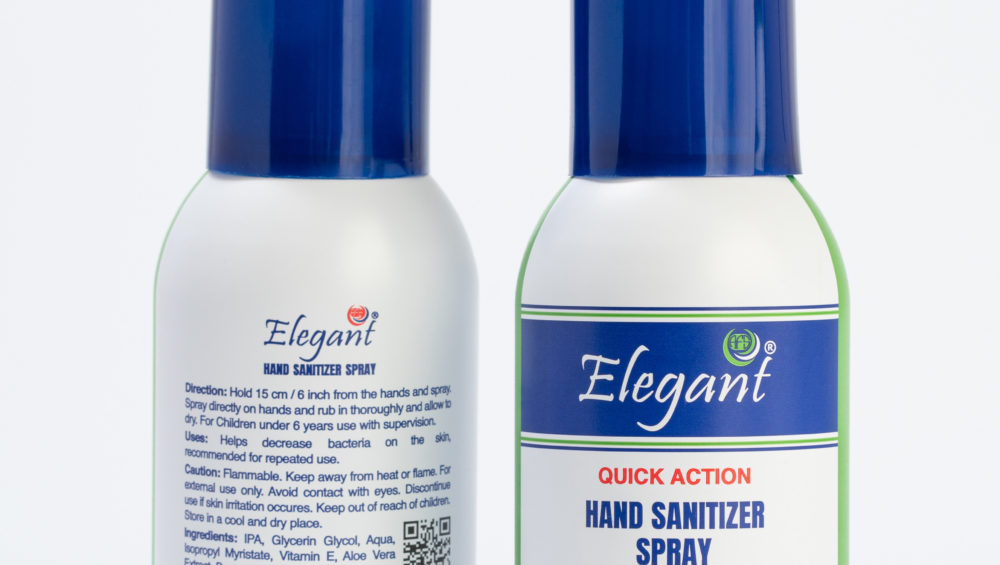 Elegant®
HAND SANITIZER SPRAY
Direction: Hold 15 cm / 6 inch from the hands and spray.
Spray directly on hands and rub in thoroughly and allow to
dry. For Children under 6 years use with supervision.
Uses: Helps decrease bacteria on the skin,
recommended for repeated use.
Caution: Flammable. Keep away from heat or flame. For
external use only. Avoid contact with eyes. Discontinue
use if skin irritation occures. Keep out of reach of children.
Store in a cool and dry place.
Ingredients: IPA, Glycerin Glycol, Aqua,
Isopropyl Myristate, Vitamin E, Aloe Vera
Elegant®
QUICK ACTION
HAND SANITIZER
SPRAY